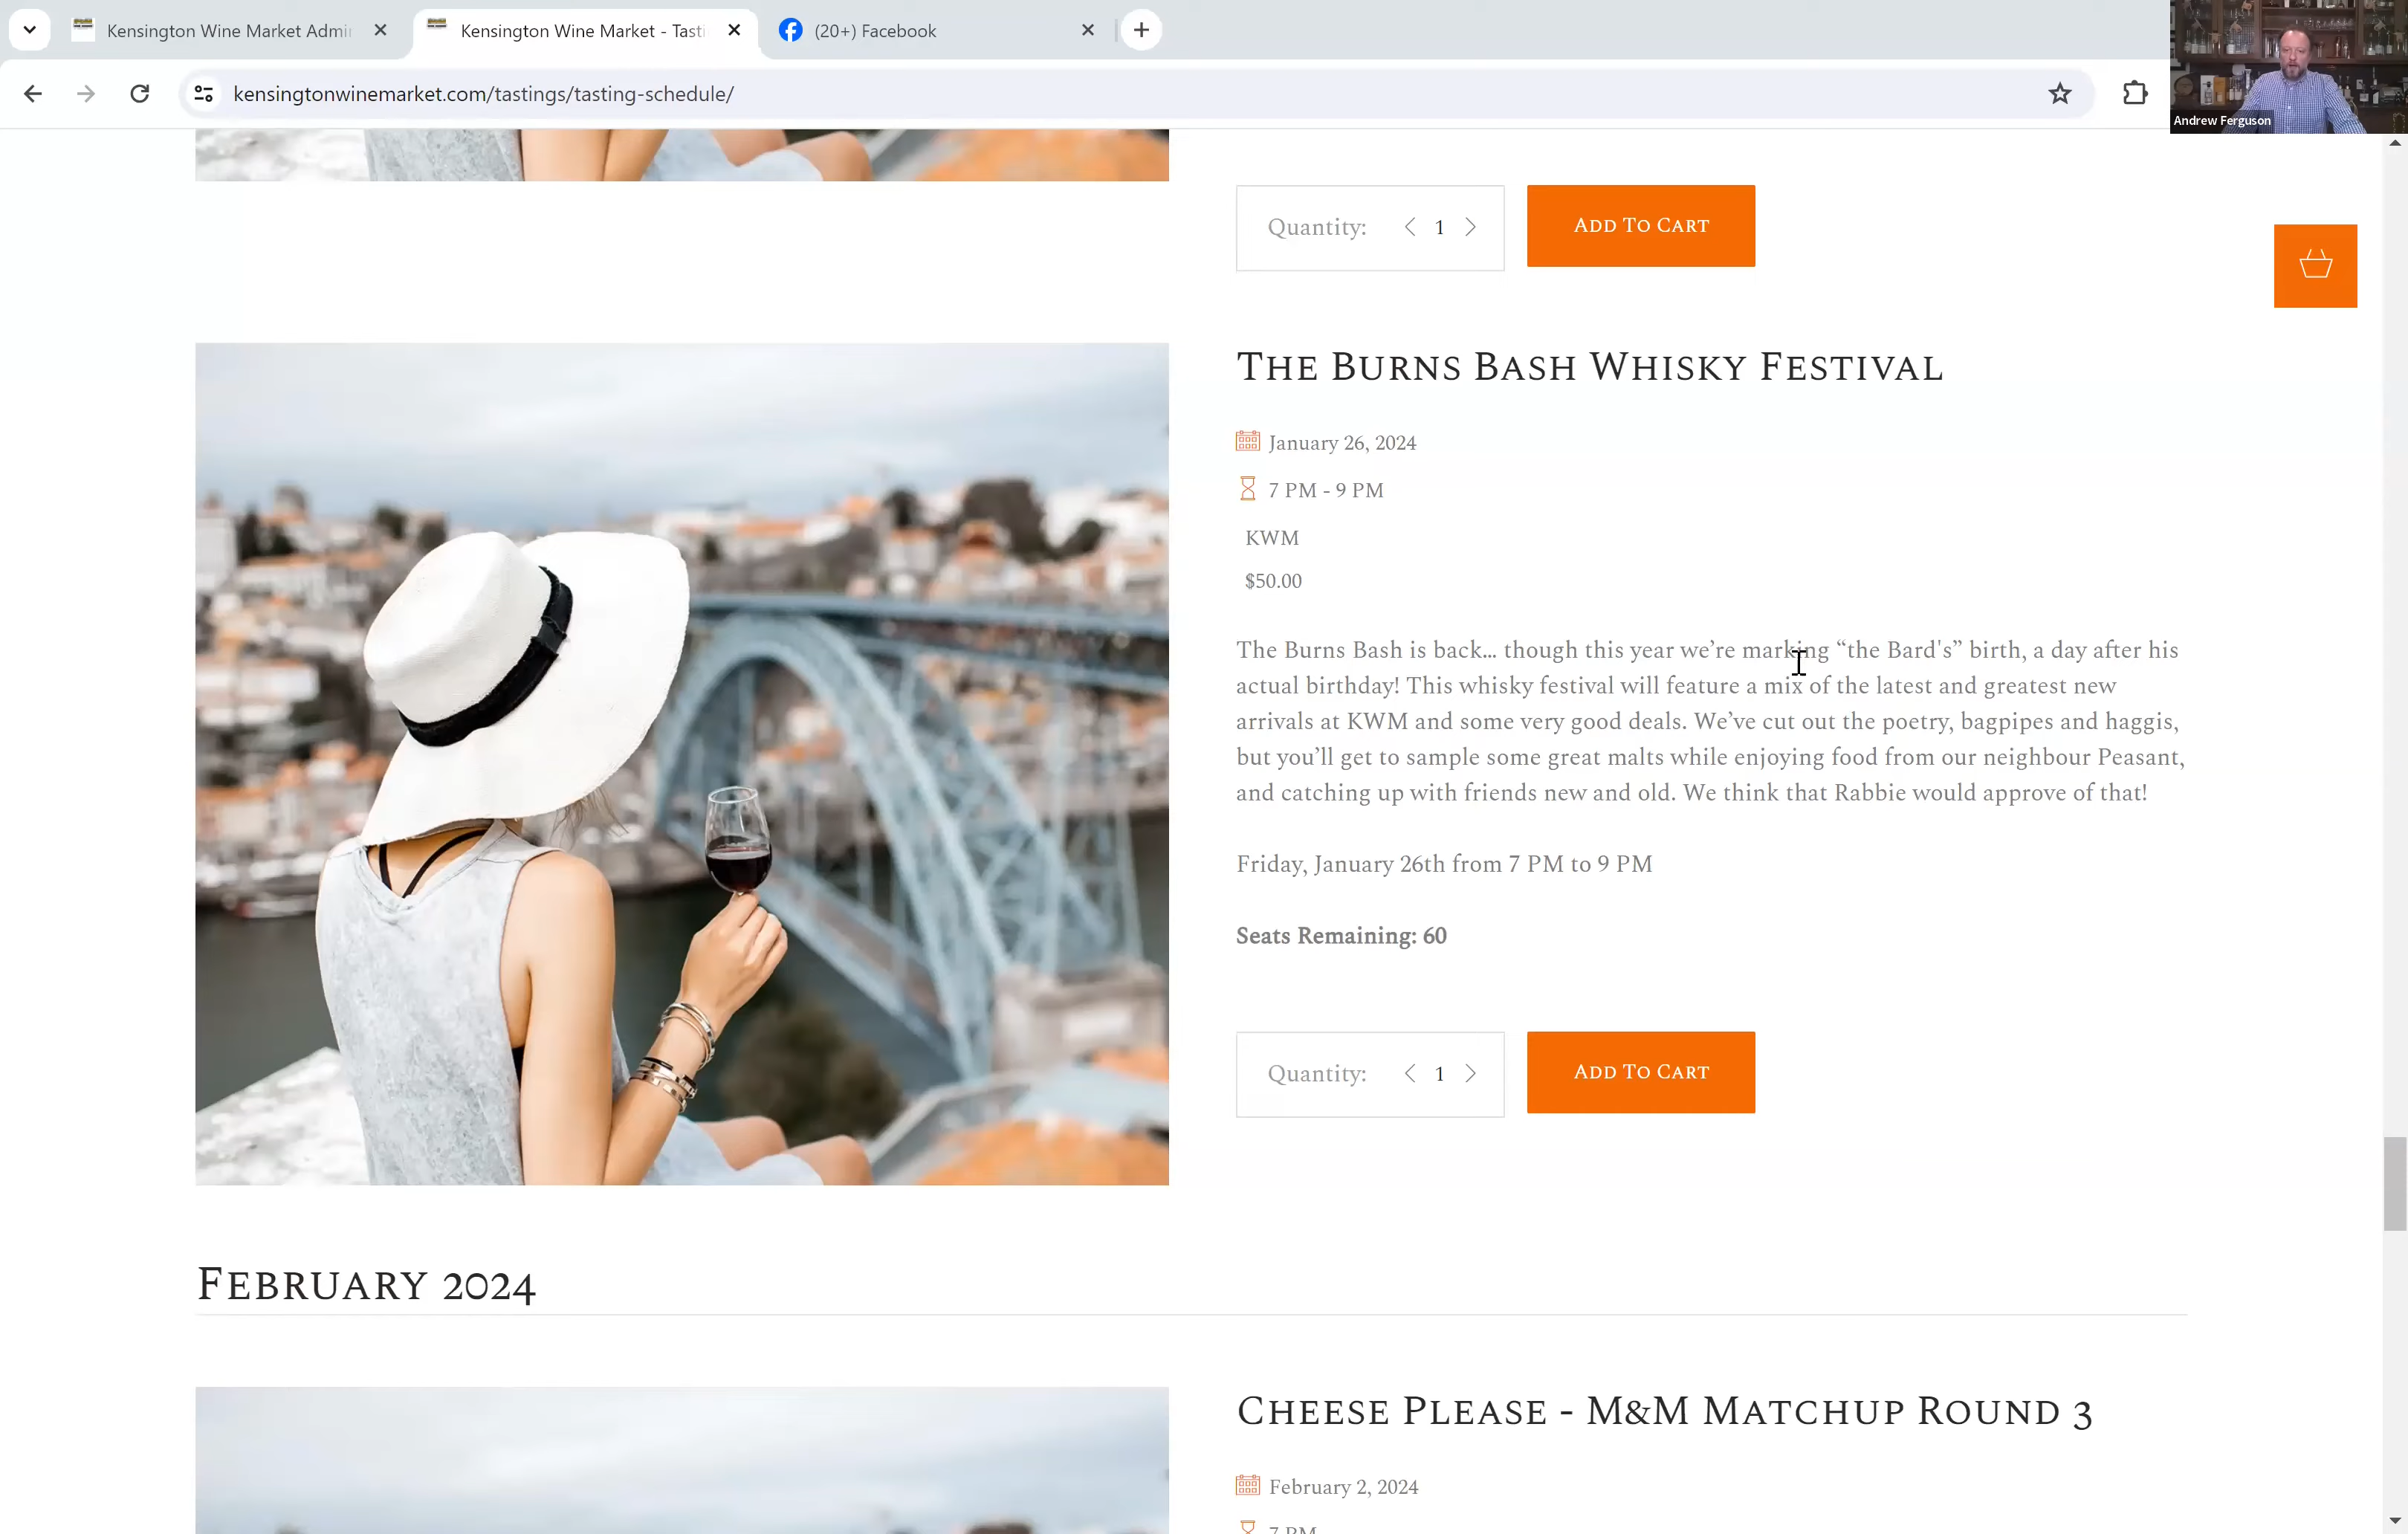 Kensington Wine Market Admi
Kensington Wine Market - Tasti
(20+) Facebook
kensingtonwinemarket.com/tastings/tasting-schedule/
Andrew Ferguson
Quantity: 1 Add To Cart
The Burns Bash Whisky Festival
January 26, 2024
7 PM - 9 PM
KWM
$50.00
The Burns Bash is back... though this year we’re marking “the Bard's” birth, a day after his
actual birthday! This whisky festival will feature a mix of the latest and greatest new
arrivals at KWM and some very good deals. We’ve cut out the poetry, bagpipes and haggis,
but you’ll get to sample some great malts while enjoying food from our neighbour Peasant,
and catching up with friends new and old. We think that Rabbie would approve of that!
Friday, January 26th from 7 PM to 9 PM
Seats Remaining: 60
Quantity: 1 Add To Cart
February 2024
Cheese Please - M&M Matchup Round 3
February 2, 2024
7 PM